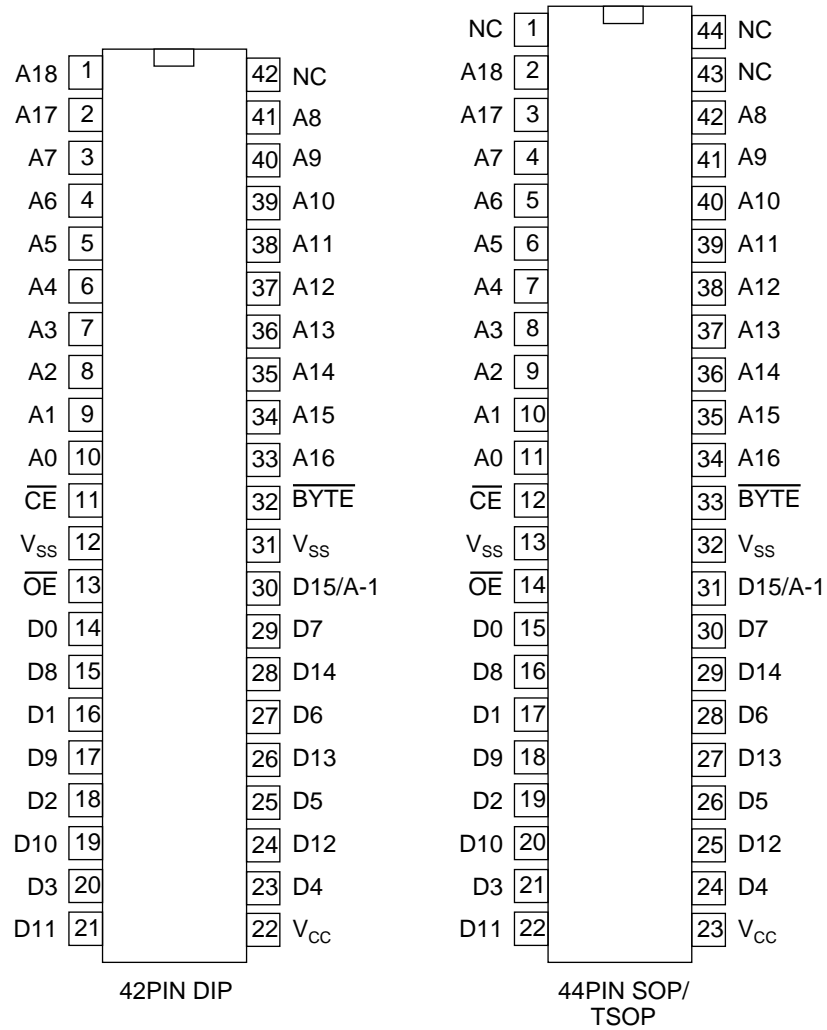 A18 1 42 NC
A17 2 41 A8
A7 3 40 A9
A6 4 39 A10
A5 5 38 A11
A4 6 37 A12
A3 7 36 A13
A2 8 35 A14
A1 9 34 A15
A0 10 33 A16
CE 11 32 BYTE
VSS 12 31 VSS
OE 13 30 D15/A-1
D0 14 29 D7
D8 15 28 D14
D1 16 27 D6
D9 17 26 D13
D2 18 25 D5
D10 19 24 D12
D3 20 23 D4
D11 21 22 VCC
42PIN DIP
NC 1 44 NC
A18 2 43 NC
A17 3 42 A8
A7 4 41 A9
A6 5 40 A10
A5 6 39 A11
A4 7 38 A12
A3 8 37 A13
A2 9 36 A14
A1 10 35 A15
A0 11 34 A16
CE 12 33 BYTE
VSS 13 32 VSS
OE 14 31 D15/A-1
D0 15 30 D7
D8 16 29 D14
D1 17 28 D6
D9 18 27 D13
D2 19 26 D5
D10 20 25 D12
D3 21 24 D4
D11 22 23 VCC
44PIN SOP/
TSOP